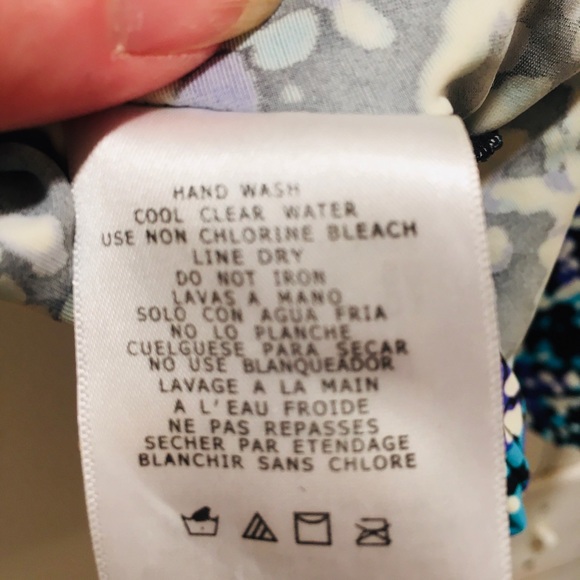 HAND WASH
COOL CLEAR WATER
USE NON CHLORINE BLEACH
LINE DRY
DO NOT IRON
LAVAS A MANO
SOLO CON AGUA FRIA
NO LO PLANCHE
CUELGUESE PARA SECAR
NO USE BLANQUEADOR
LAVAGE A LA MAIN
A L'EAU FROIDE
NE PAS REPASSES
SECHER PAR ETENDAGE
BLANCHIR SANS CHLORE